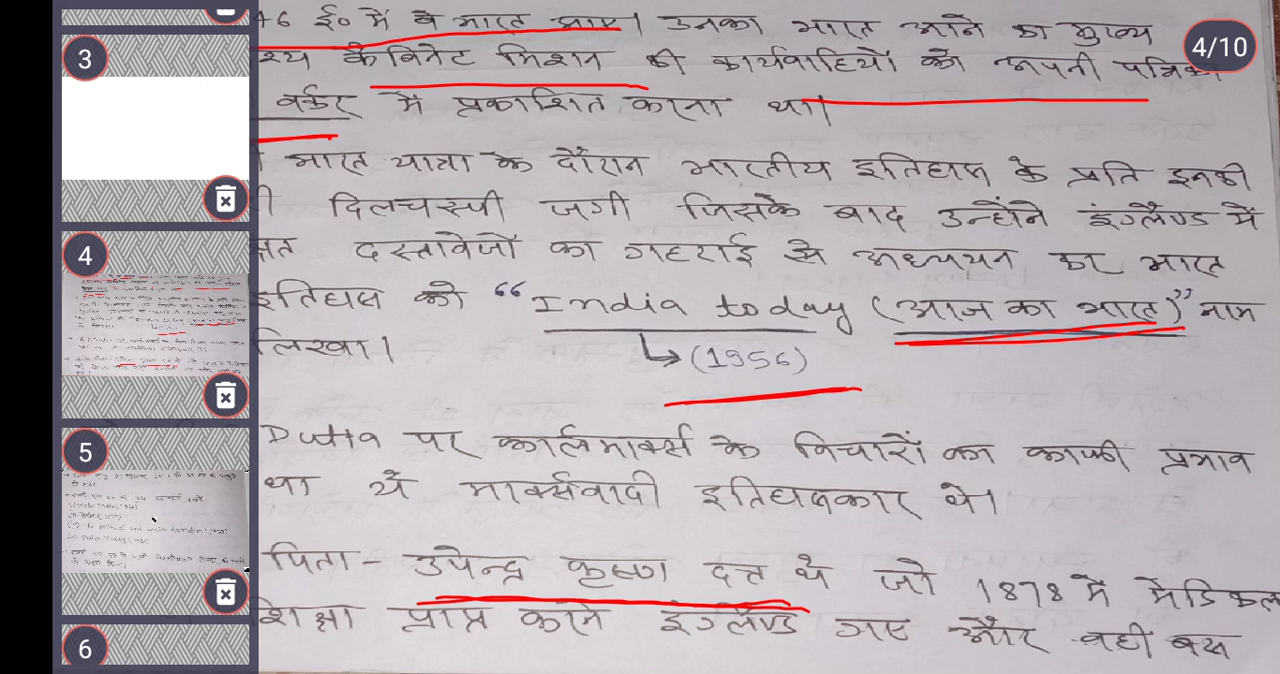 3
4
5
6
4/10
46 ई० में वे भारत आए। उनका भारत आने का मुख्य
श्य कैबिनेट मिशन की कार्यवाहियों को अपनी पत्रिका
वर्कर में प्रकाशित करना था।
भारत यात्रा के दौरान भारतीय इतिहास के प्रति इनकी
दिलचस्पी जगी जिसके बाद उन्होंने इंग्लैण्ड में
दस्तावेजों का गहराई से अध्ययन कर भारत
इतिहास को “India today (आज का भारत)” नाम
लिखा।
↳ (1956)
Dutta पर कार्लमार्क्स के विचारों का काफी प्रभाव
था ये मार्क्सवादी इतिहासकार थे।
पिता - उपेन्द्र कृष्ण दत्त थे जो 1878 में मेडिकल
शिक्षा प्राप्त करने इंग्लैण्ड गए और वही बस